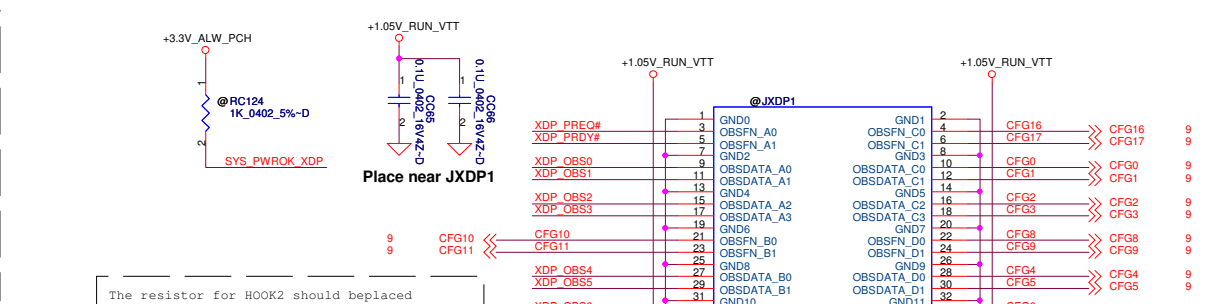 +3.3V_ALW_PCH
1
@RC124
1K_0402_5%~D
2
SYS_PWROK_XDP
+1.05V_RUN_VTT
1
2
CC65
0.1U_0402_16V4Z~D
1
2
CC66
0.1U_0402_16V4Z~D
Place near JXDP1
+1.05V_RUN_VTT
+1.05V_RUN_VTT
@JXDP1
1 GND0 GND1 2
XDP_PREQ# 3 OBSFN_A0 OBSFN_C0 4 CFG16 CFG16 9
XDP_PRDY# 5 OBSFN_A1 OBSFN_C1 6 CFG17 CFG17 9
7 GND2 GND3 8
XDP_OBS0 9 OBSDATA_A0 OBSDATA_C0 10 CFG0 CFG0 9
XDP_OBS1 11 OBSDATA_A1 OBSDATA_C1 12 CFG1 CFG1 9
13 GND4 GND5 14
XDP_OBS2 15 OBSDATA_A2 OBSDATA_C2 16 CFG2 CFG2 9
XDP_OBS3 17 OBSDATA_A3 OBSDATA_C3 18 CFG3 CFG3 9
19 GND6 GND7 20
9 CFG10 CFG10 21 OBSFN_B0 OBSFN_D0 22 CFG8 CFG8 9
9 CFG11 CFG11 23 OBSFN_B1 OBSFN_D1 24 CFG9 CFG9 9
25 GND8 GND9 26
XDP_OBS4 27 OBSDATA_B0 OBSDATA_D0 28 CFG4 CFG4 9
XDP_OBS5 29 OBSDATA_B1 OBSDATA_D1 30 CFG5 CFG5 9
31 GND10 GND11 32
The resistor for HOOK2 should beplaced